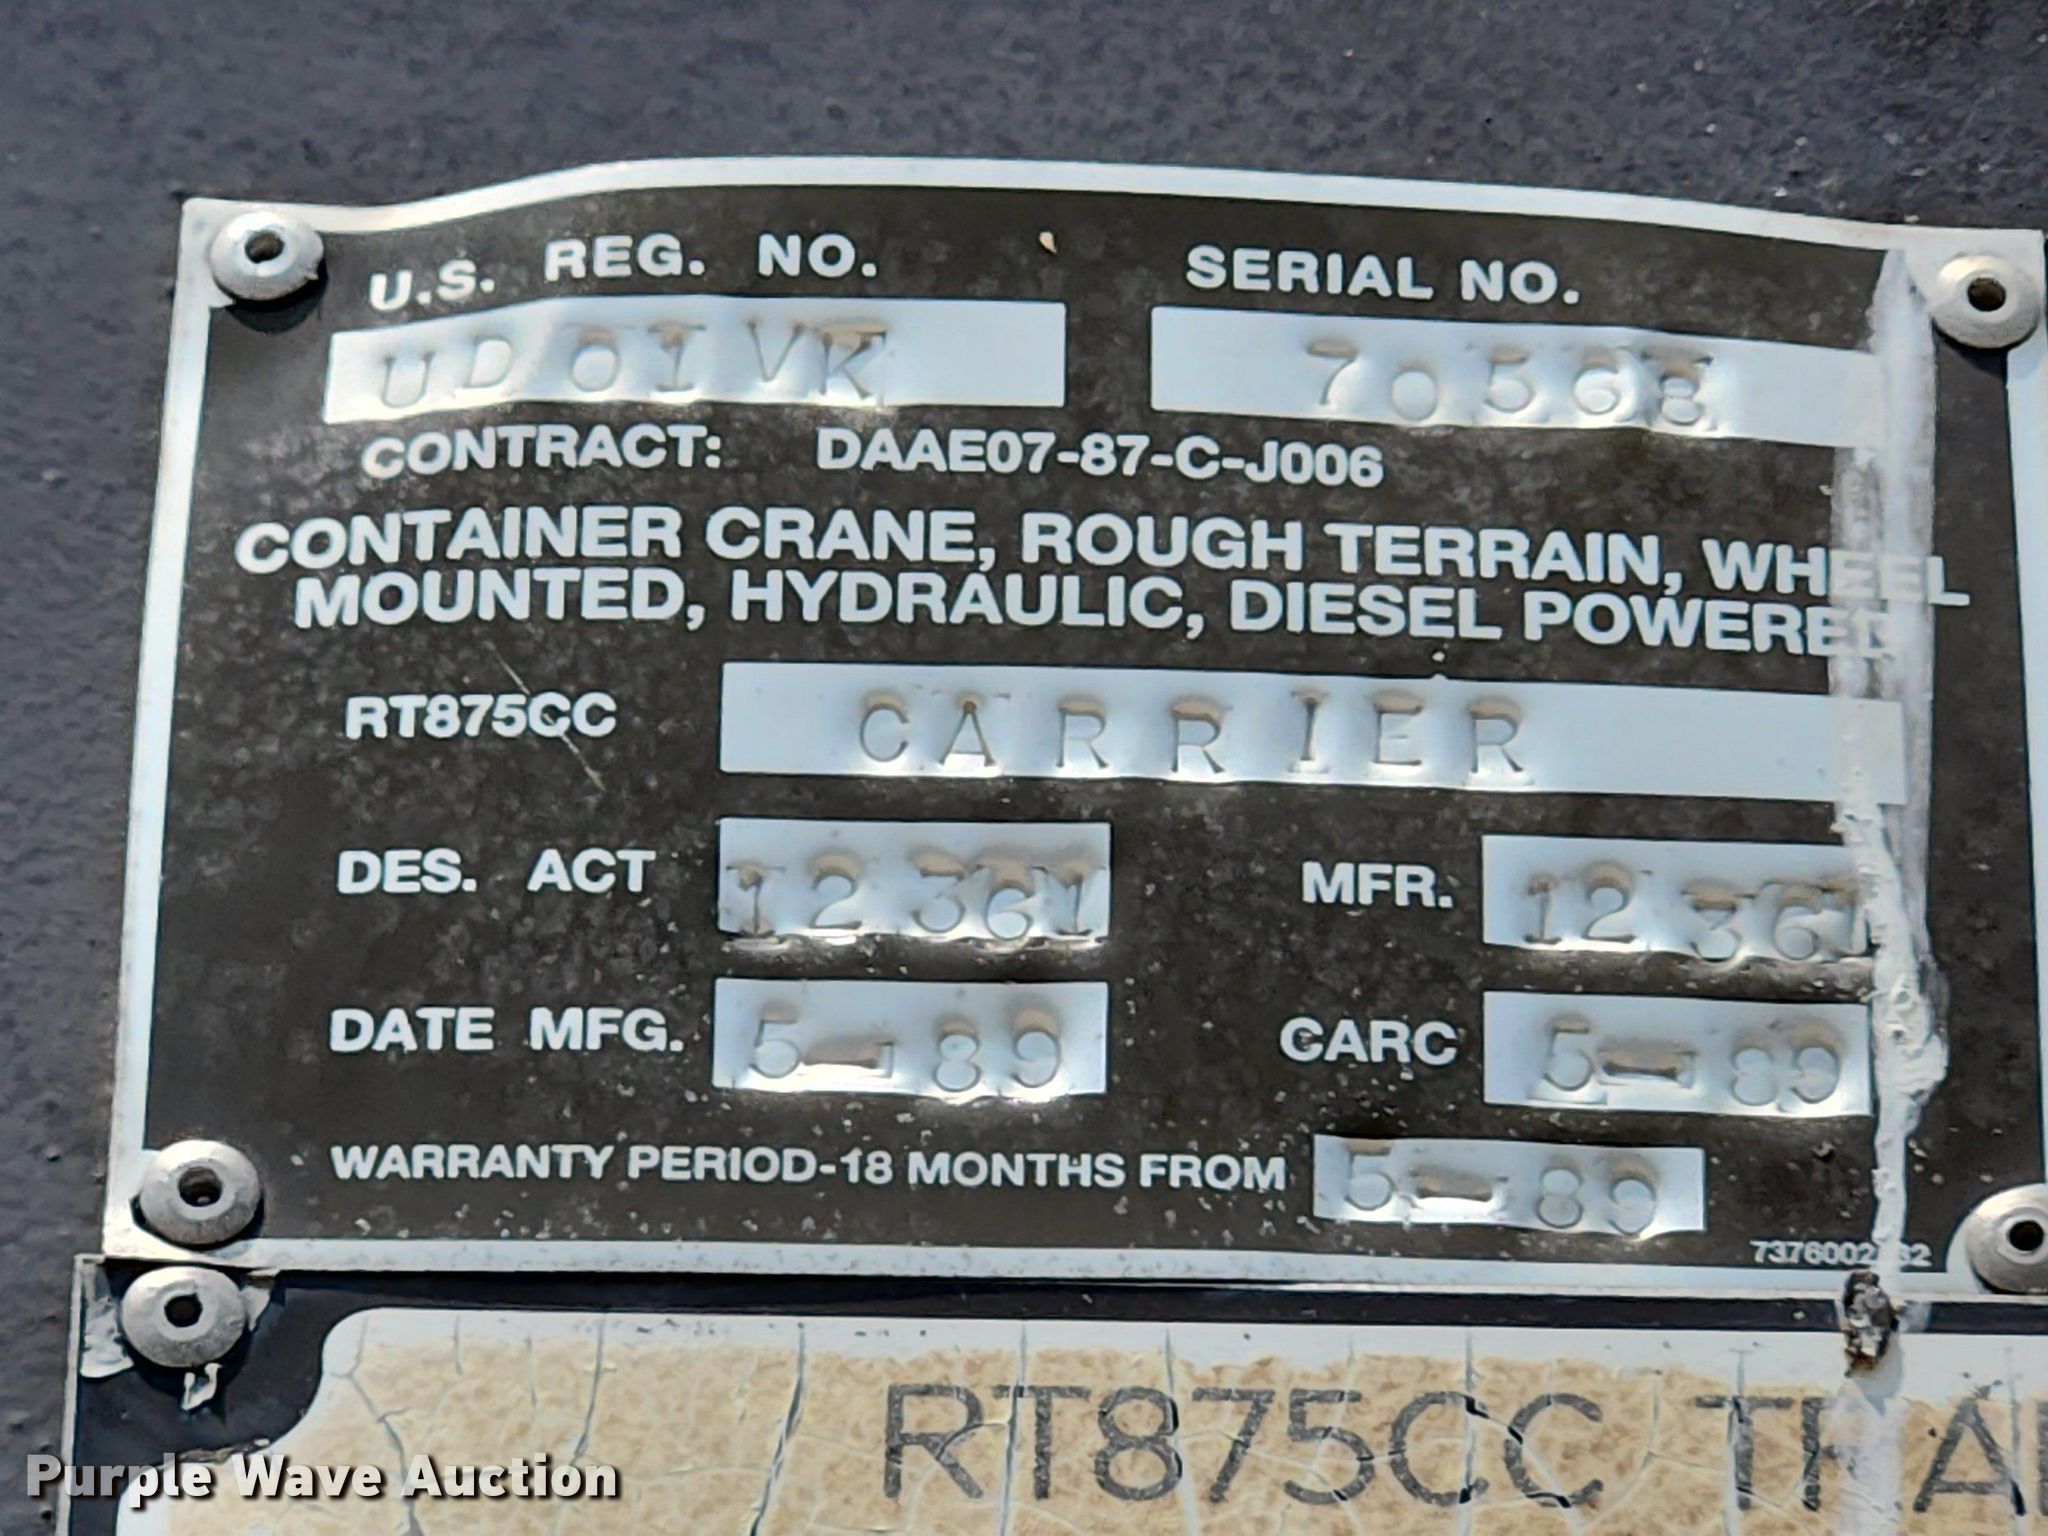 U.S. REG. NO. SERIAL NO.
UD01VK 70568
CONTRACT: DAAE07-87-C-J006
CONTAINER CRANE, ROUGH TERRAIN, WHEEL
MOUNTED, HYDRAULIC, DIESEL POWERED
RT875CC CARRIER
DES. ACT 12361 MFR. 12361
DATE MFG. 5-89 CARC 5-89
WARRANTY PERIOD-18 MONTHS FROM 5-89
RT875CC
Purple Wave Auction